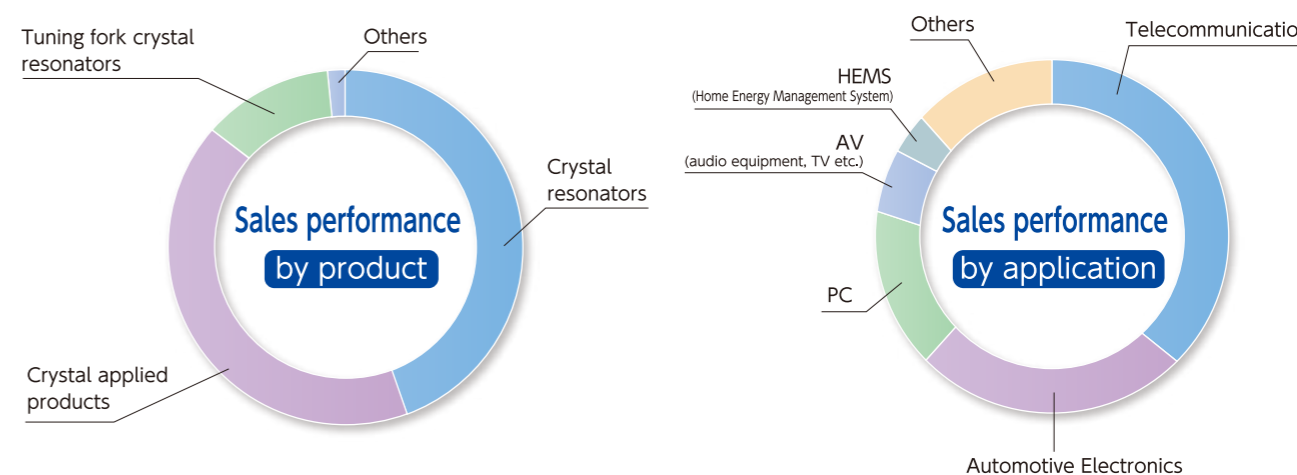 Tuning fork crystal
resonators
Others
Crystal
resonators
Sales performance
by product
Crystal applied
products
Others
Telecommunicatio
HEMS
(Home Energy Management System)
AV
(audio equipment, TV etc.)
Sales performance
by application
PC
Automotive Electronics